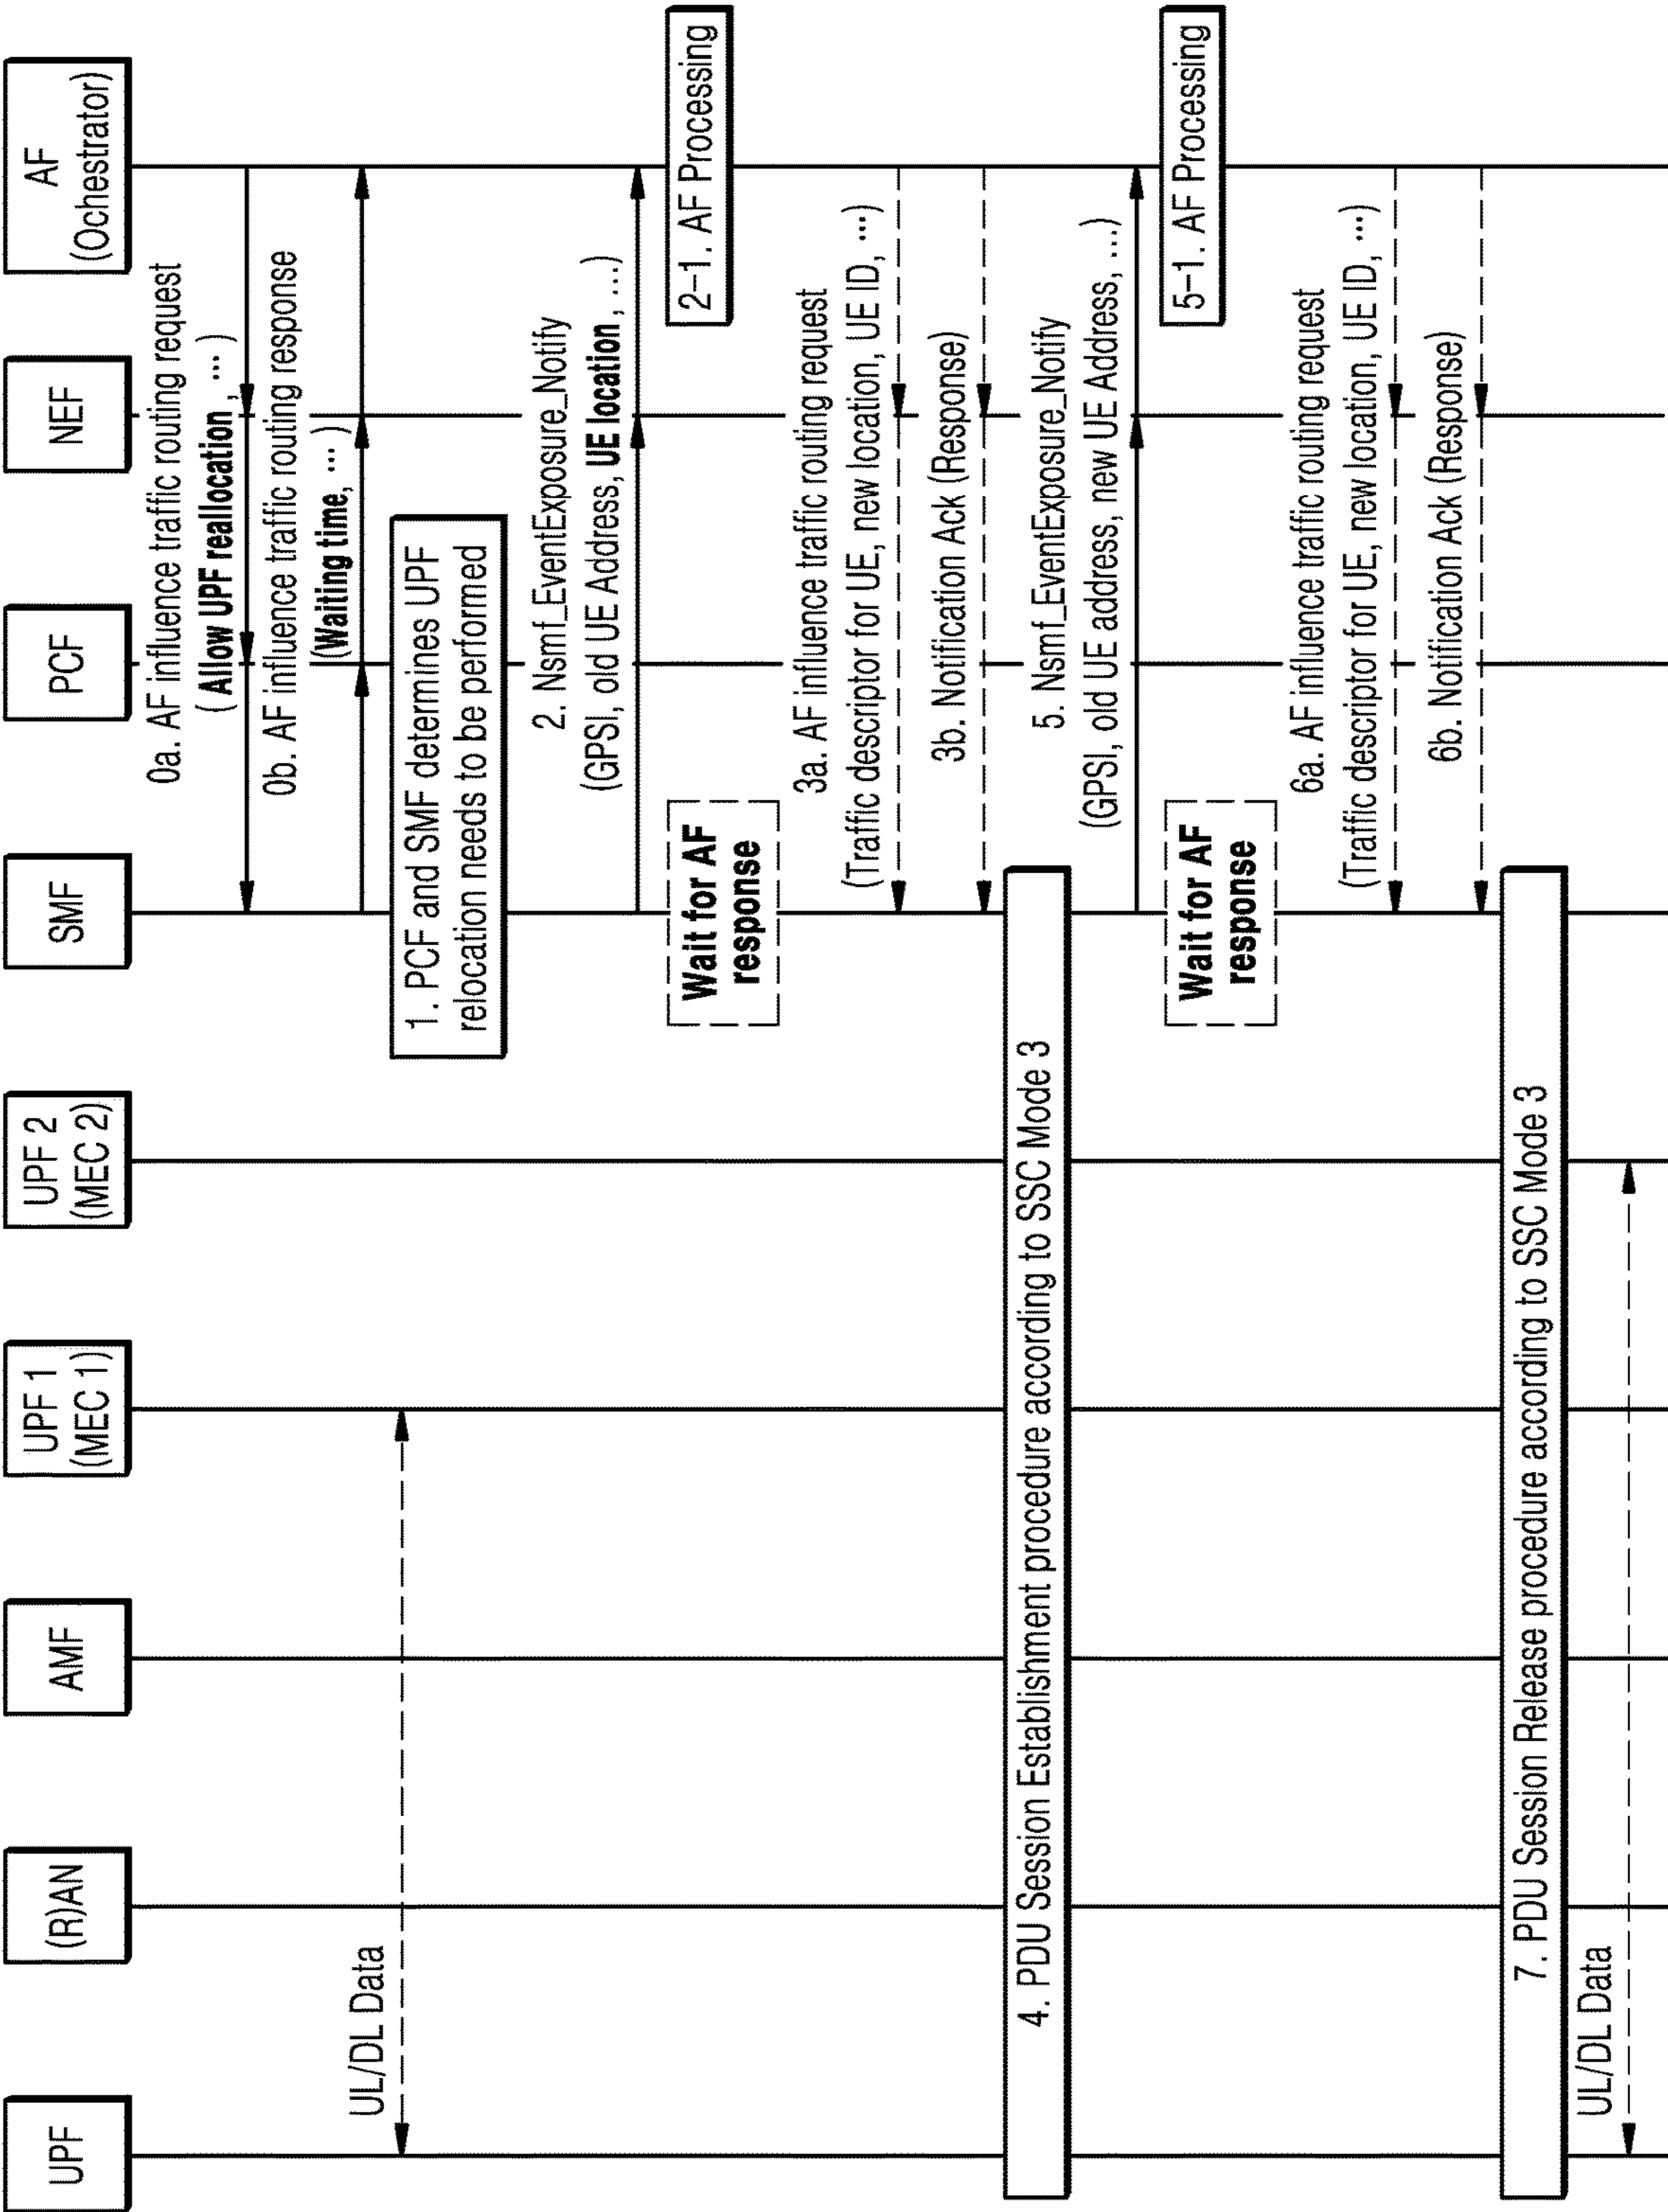 UPF
(R)AN
AMF
UPF 1
(MEC 1)
UPF 2
(MEC 2)
SMF
PCF
NEF
AF
(Ochestrator)
0a. AF influence traffic routing request
( Allow UPF reallocation , ··· )
0b. AF influence traffic routing response
(Waiting time, ··· )
UL/DL Data
1. PCF and SMF determines UPF
relocation needs to be performed
2. Nsmf_EventExposure_Notify
(GPSI, old UE Address, UE location , ...)
Wait for AF
response
2–1. AF Processing
3a. AF influence traffic routing request
(Traffic descriptor for UE, new location, UE ID, ···)
3b. Notification Ack (Response)
4. PDU Session Establishment procedure according to SSC Mode 3
5. Nsmf_EventExposure_Notify
(GPSI, old UE address, new UE Address, ...)
Wait for AF
response
5–1. AF Processing
6a. AF influence traffic routing request
(Traffic descriptor for UE, new location, UE ID, ···)
6b. Notification Ack (Response)
7. PDU Session Release procedure according to SSC Mode 3
UL/DL Data